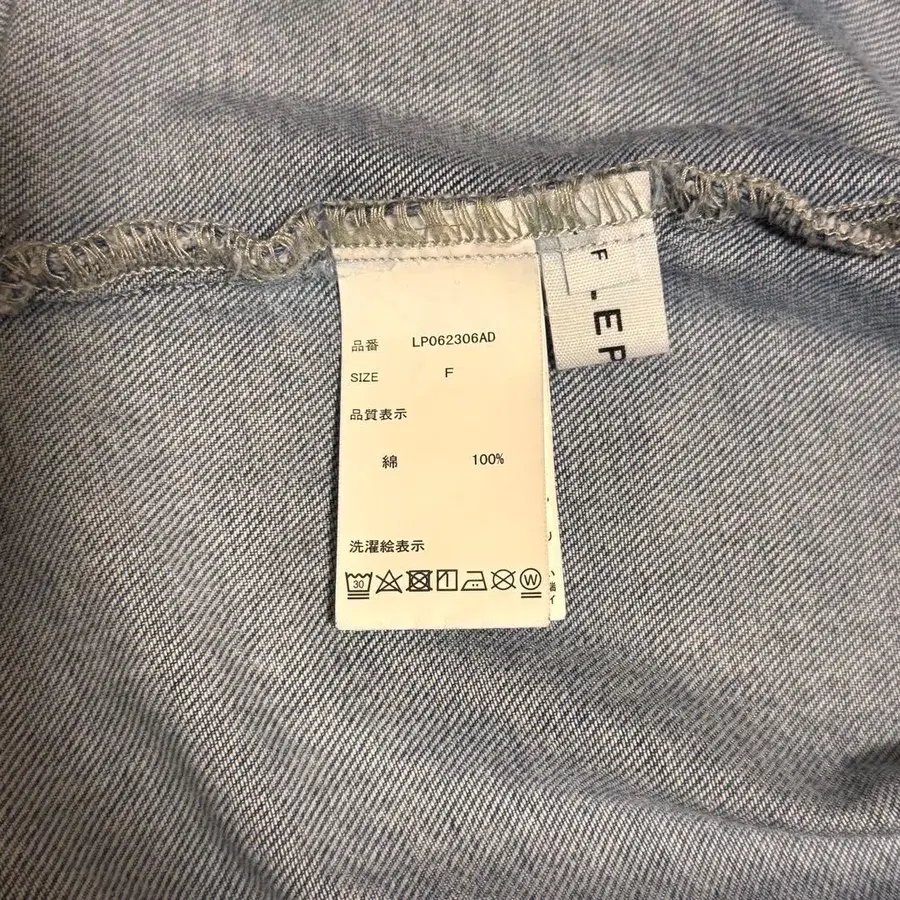 品番 LP062306AD
SIZE F
品質表示
綿 100%
洗濯絵表示
30 W
F
.EP